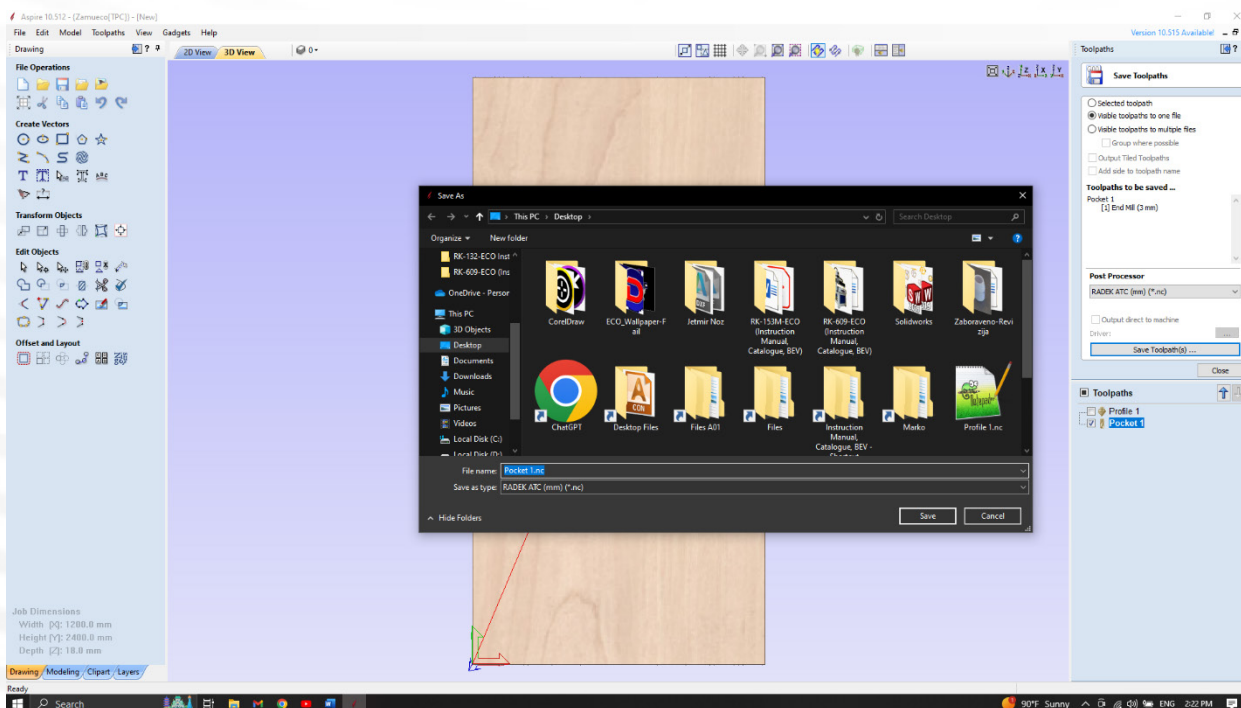 Aspire 10.512 - (Zamueco[TPC]) - [New]
File Edit Model Toolpaths View Gadgets Help
Version 10.515 Available!
Drawing
?
2D View
3D View
0
File Operations
Create Vectors
Transform Objects
Edit Objects
Offset and Layout
Job Dimensions
Width [X]: 1200.0 mm
Height [Y]: 2400.0 mm
Depth [Z]: 18.0 mm
Drawing Modeling Clipart Layers
Ready
Save As
This PC › Desktop ›
Search Desktop
Organize New folder
RK-132-ECO Inst
RK-609-ECO (Ins
OneDrive - Persor
This PC
3D Objects
Desktop
Documents
Downloads
Music
Pictures
Videos
Local Disk (C:)
Local Disk (D:)
CorelDraw
ECO_Wallpaper-F
ail
Jetmir Noz
RK-153M-ECO
(Instruction
Manual,
Catalogue, BEV)
RK-609-ECO
(Instruction
Manual,
Catalogue, BEV)
Solidworks
Zaboraveno-Revi
zija
ChatGPT
CON
Desktop Files
Files A01
Files
Instruction
Manual,
Catalogue, BEV -
Shortcut
Marko
Profile 1.nc
File name: Pocket 1.nc
Save as type: RADEK ATC (mm) (*.nc)
Hide Folders
Save
Cancel
Toolpaths
?
Save Toolpaths
Selected toolpath
Visible toolpaths to one file
Visible toolpaths to multiple files
Group where possible
Output Tiled Toolpaths
Add side to toolpath name
Toolpaths to be saved ...
Pocket 1
[1] End Mill (3 mm)
Post Processor
RADEK ATC (mm) (*.nc)
Output direct to machine
Driver:
...
Save Toolpath(s) ...
Close
Toolpaths
Profile 1
Pocket 1
Search
90°F Sunny
ENG
2:22 PM